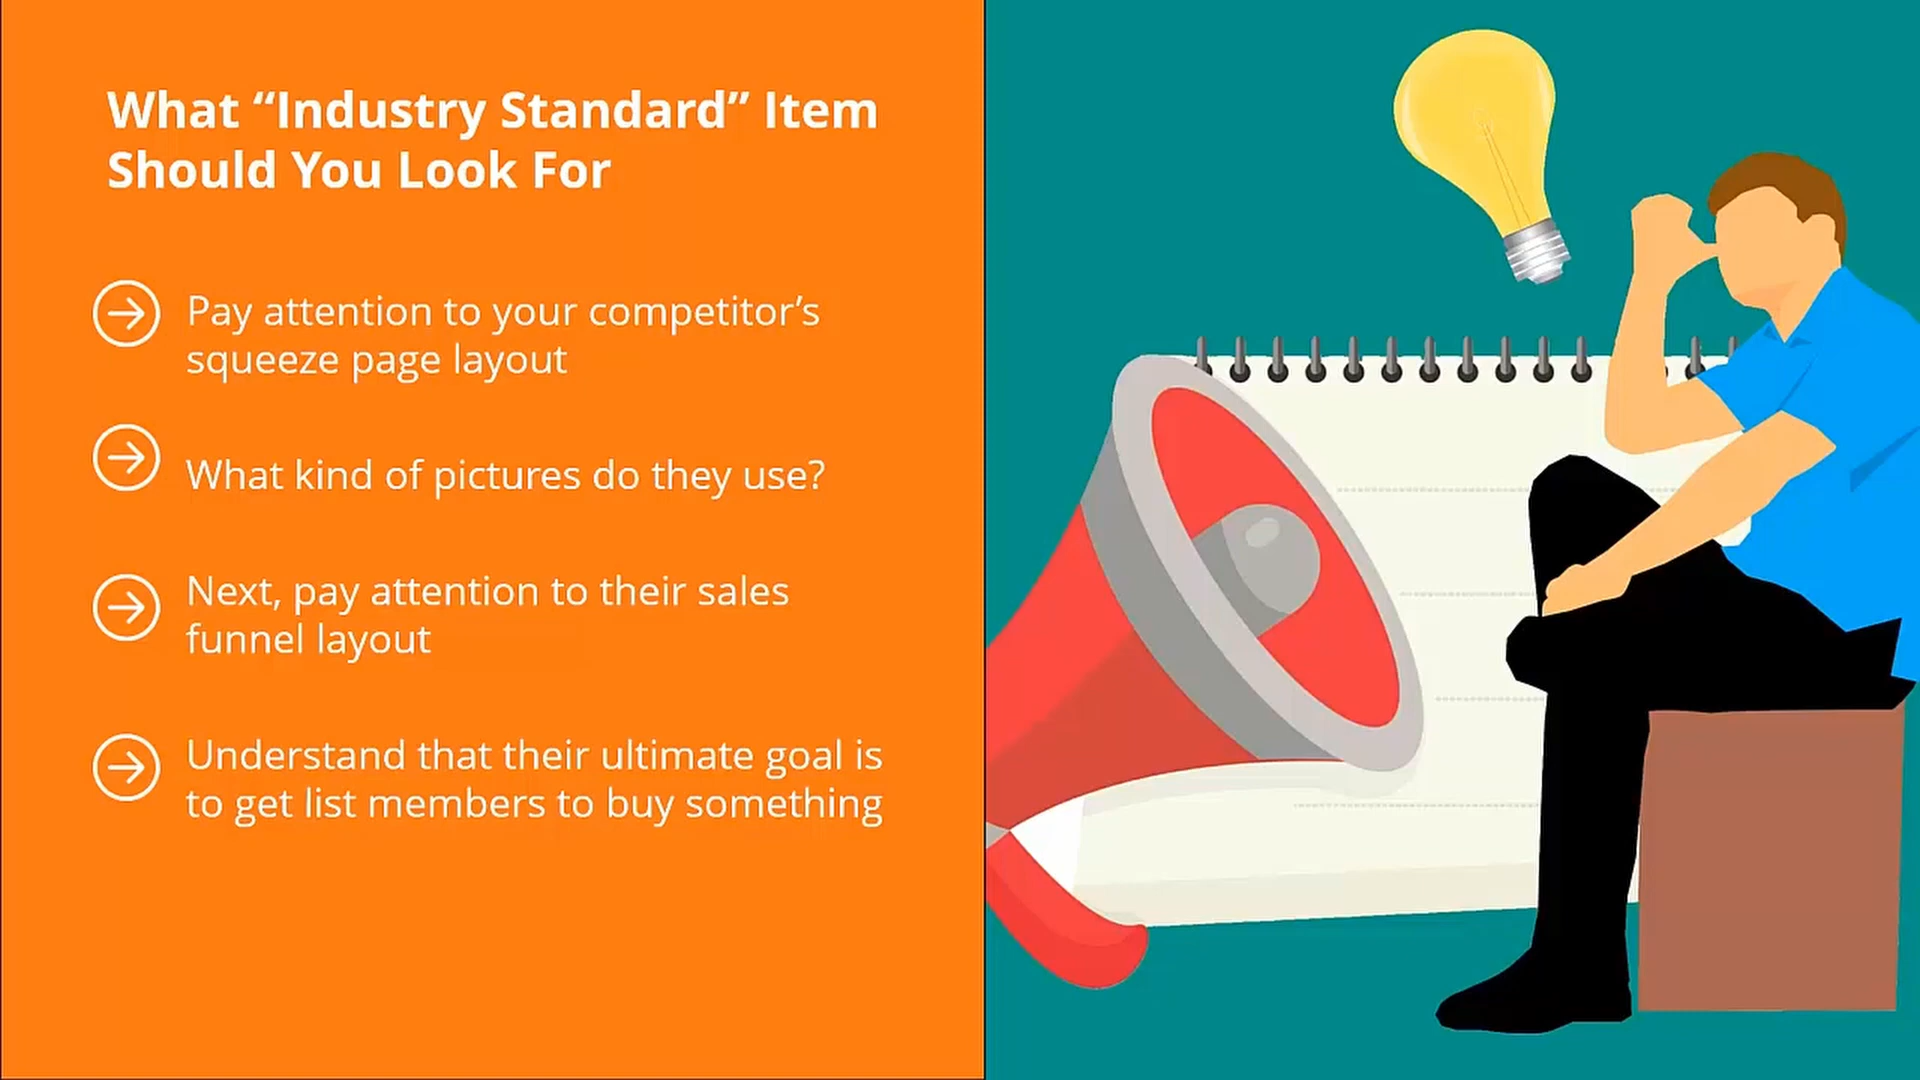 What “Industry Standard” Item
Should You Look For
Pay attention to your competitor’s
squeeze page layout
What kind of pictures do they use?
Next, pay attention to their sales
funnel layout
Understand that their ultimate goal is
to get list members to buy something